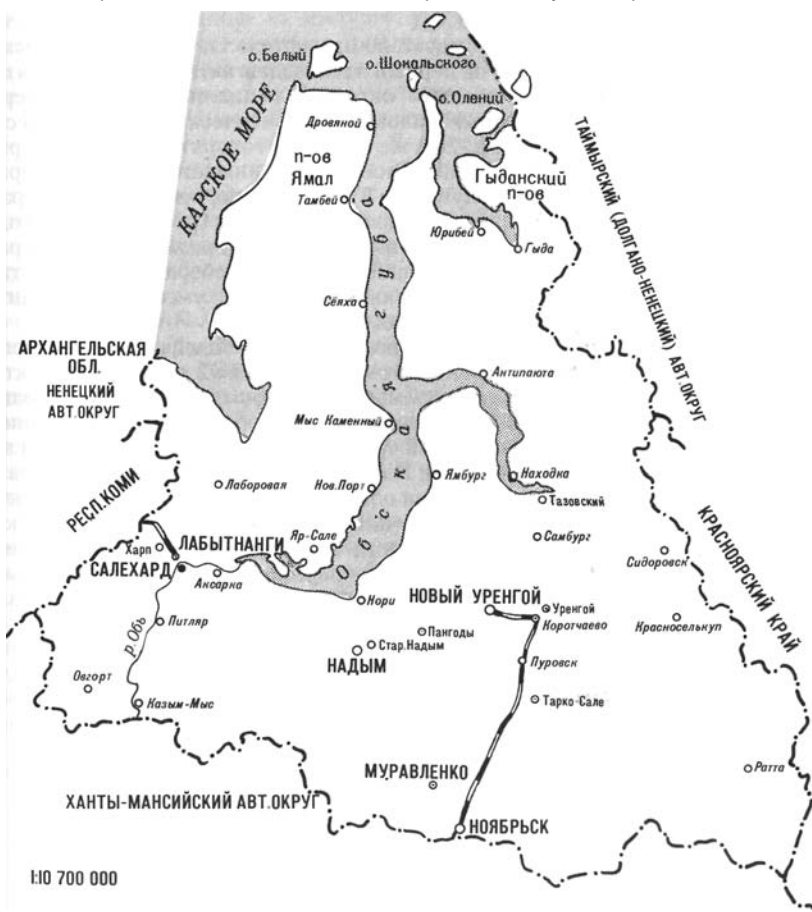 о.Белый
о.Шокальского
о.Олений
КАРСКОЕ МОРЕ
Дровяной
п-ов
Ямал
Тамбей
Гыданский
п-ов
Юрибей
Гыда
ТАЙМЫРСКИЙ (ДОЛГАНО-НЕНЕЦКИЙ) АВТ.ОКРУГ
Обская губа
Сёяха
АРХАНГЕЛЬСКАЯ
ОБЛ.
НЕНЕЦКИЙ
АВТ.ОКРУГ
Антипаюта
Мыс Каменный
РЕСП.КОМИ
Лаборовая
Нов.Порт
Ямбург
Находка
Тазовский
КРАСНОЯРСКИЙ КРАЙ
Харп
ЛАБЫТНАНГИ
Яр-Сале
Самбург
Сидоровск
САЛЕХАРД
Аксарка
Нори
НОВЫЙ УРЕНГОЙ
Уренгой
Коротчаево
Красноселькуп
р.Обь
Питляр
Пангоды
Стар.Надым
НАДЫМ
Пуровск
Овгорт
Казым-Мыс
Тарко-Сале
МУРАВЛЕНКО
Ратта
ХАНТЫ-МАНСИЙСКИЙ АВТ.ОКРУГ
НОЯБРЬСК
1:10 700 000